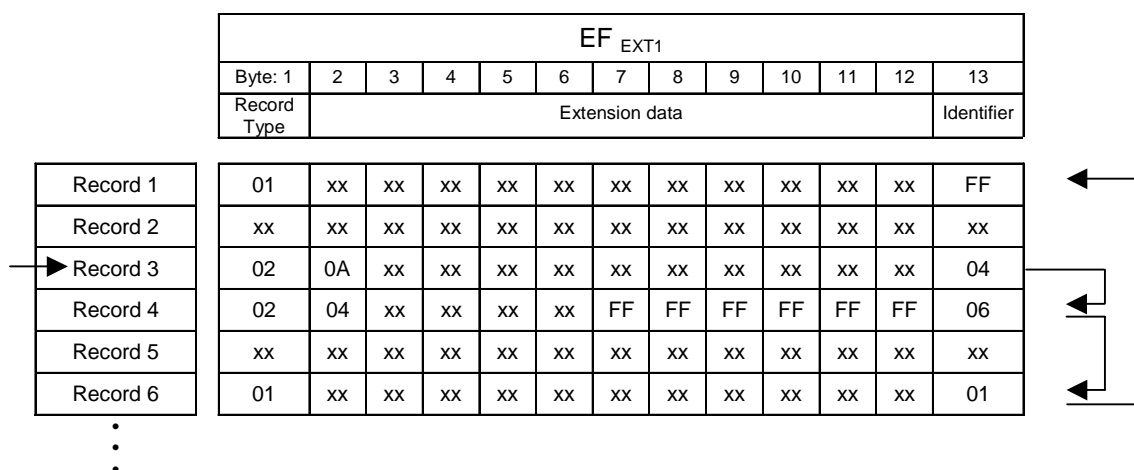 EF EXT1
Byte: 1 2 3 4 5 6 7 8 9 10 11 12 13
Record Type Extension data Identifier
Record 1 01 xx xx xx xx xx xx xx xx xx xx xx FF
Record 2 xx xx xx xx xx xx xx xx xx xx xx xx xx
Record 3 02 0A xx xx xx xx xx xx xx xx xx xx 04
Record 4 02 04 xx xx xx xx FF FF FF FF FF FF 06
Record 5 xx xx xx xx xx xx xx xx xx xx xx xx xx
Record 6 01 xx xx xx xx xx xx xx xx xx xx xx 01